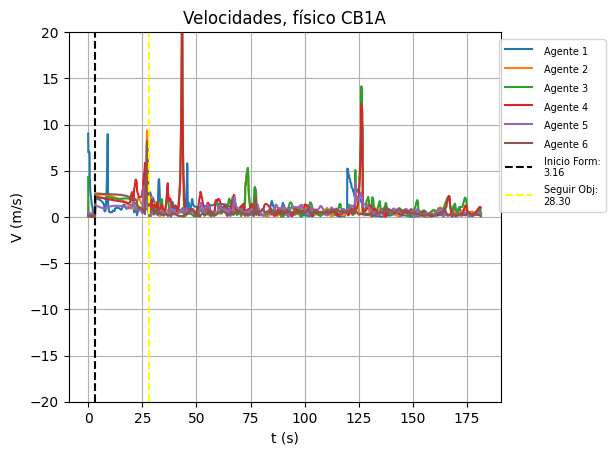 Velocidades, físico CB1A
V (m/s)
20
15
10
5
0
−5
−10
−15
−20
0
25
50
75
100
125
150
175
t (s)
Agente 1
Agente 2
Agente 3
Agente 4
Agente 5
Agente 6
Inicio Form:
3.16
Seguir Obj:
28.30